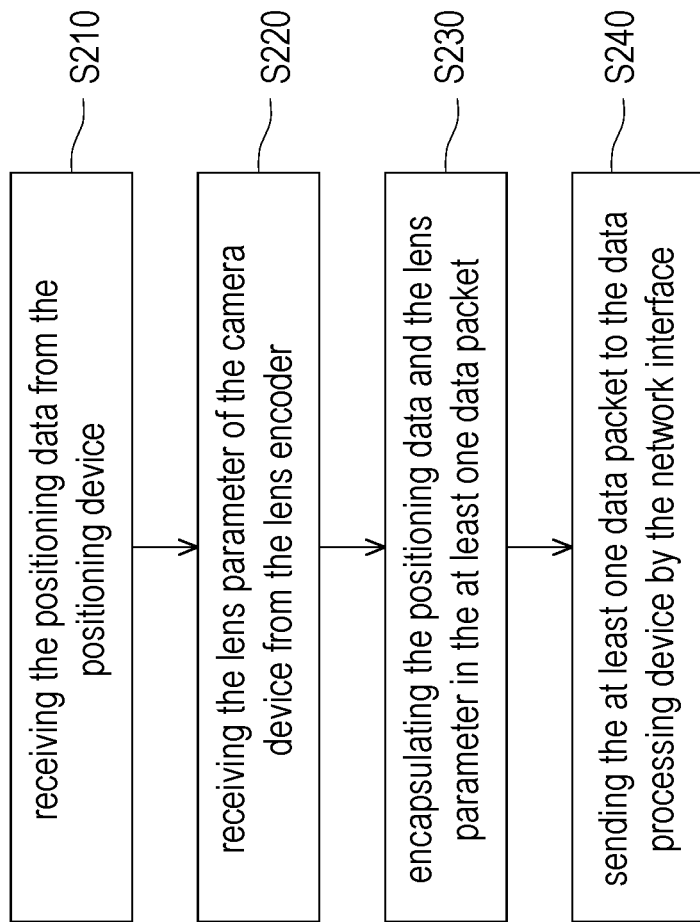 receiving the positioning data from the
positioning device
S210
receiving the lens parameter of the camera
device from the lens encoder
S220
encapsulating the positioning data and the lens
parameter in the at least one data packet
S230
sending the at least one data packet to the data
processing device by the network interface
S240